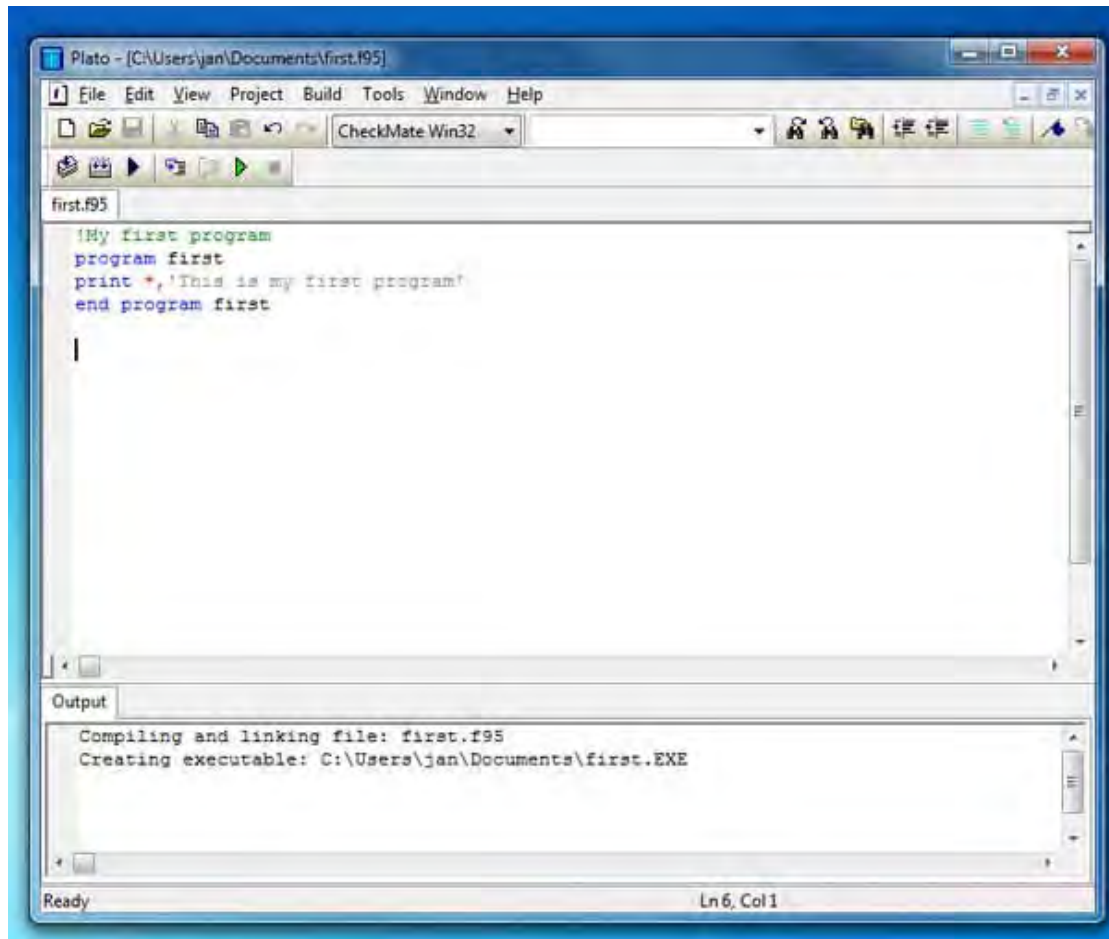 Plato - [C:\Users\jan\Documents\first.f95]
File Edit View Project Build Tools Window Help
CheckMate Win32
first.f95
!My first program
program first
print *,'This is my first program'
end program first
Output
Compiling and linking file: first.f95
Creating executable: C:\Users\jan\Documents\first.EXE
Ready Ln 6, Col 1